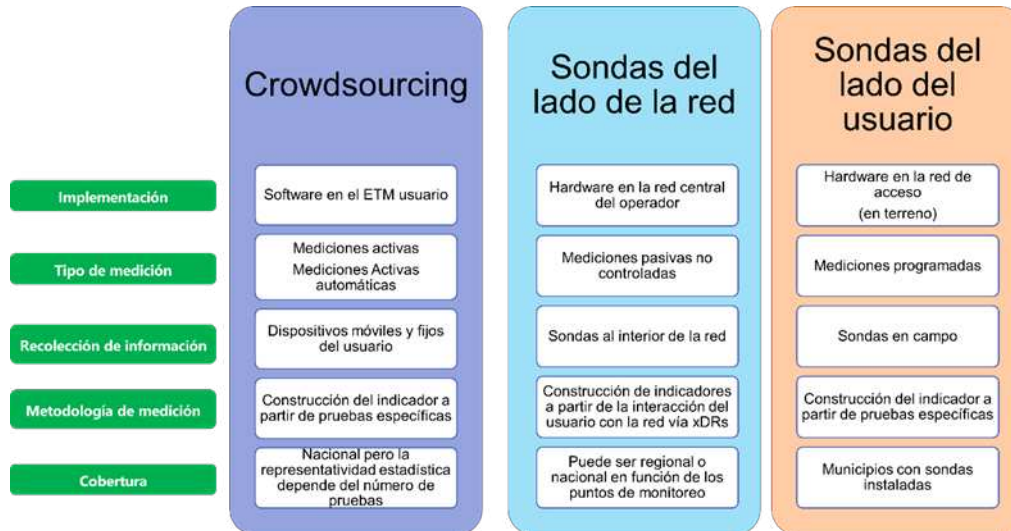 Crowdsourcing
Sondas del
lado de la red
Sondas del
lado del
usuario
Implementación
Software en el ETM usuario
Hardware en la red central
del operador
Hardware en la red de
acceso
(en terreno)
Tipo de medición
Mediciones activas
Mediciones Activas
automáticas
Mediciones pasivas no
controladas
Mediciones programadas
Recolección de información
Dispositivos móviles y fijos
del usuario
Sondas al interior de la red
Sondas en campo
Metodología de medición
Construcción del indicador a
partir de pruebas específicas
Construcción de indicadores
a partir de la interacción del
usuario con la red vía xDRs
Construcción del indicador a
partir de pruebas específicas
Cobertura
Nacional pero la
representatividad estadística
depende del número de
pruebas
Puede ser regional o
nacional en función de los
puntos de monitoreo
Municipios con sondas
instaladas